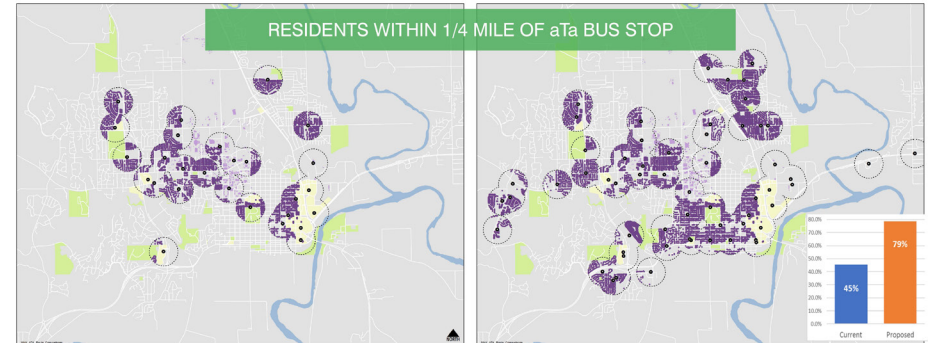 RESIDENTS WITHIN 1/4 MILE OF aTa BUS STOP
NORTH
80.0%
70.0%
60.0%
50.0%
40.0%
30.0%
20.0%
10.0%
0.0%
45%
79%
Current
Proposed